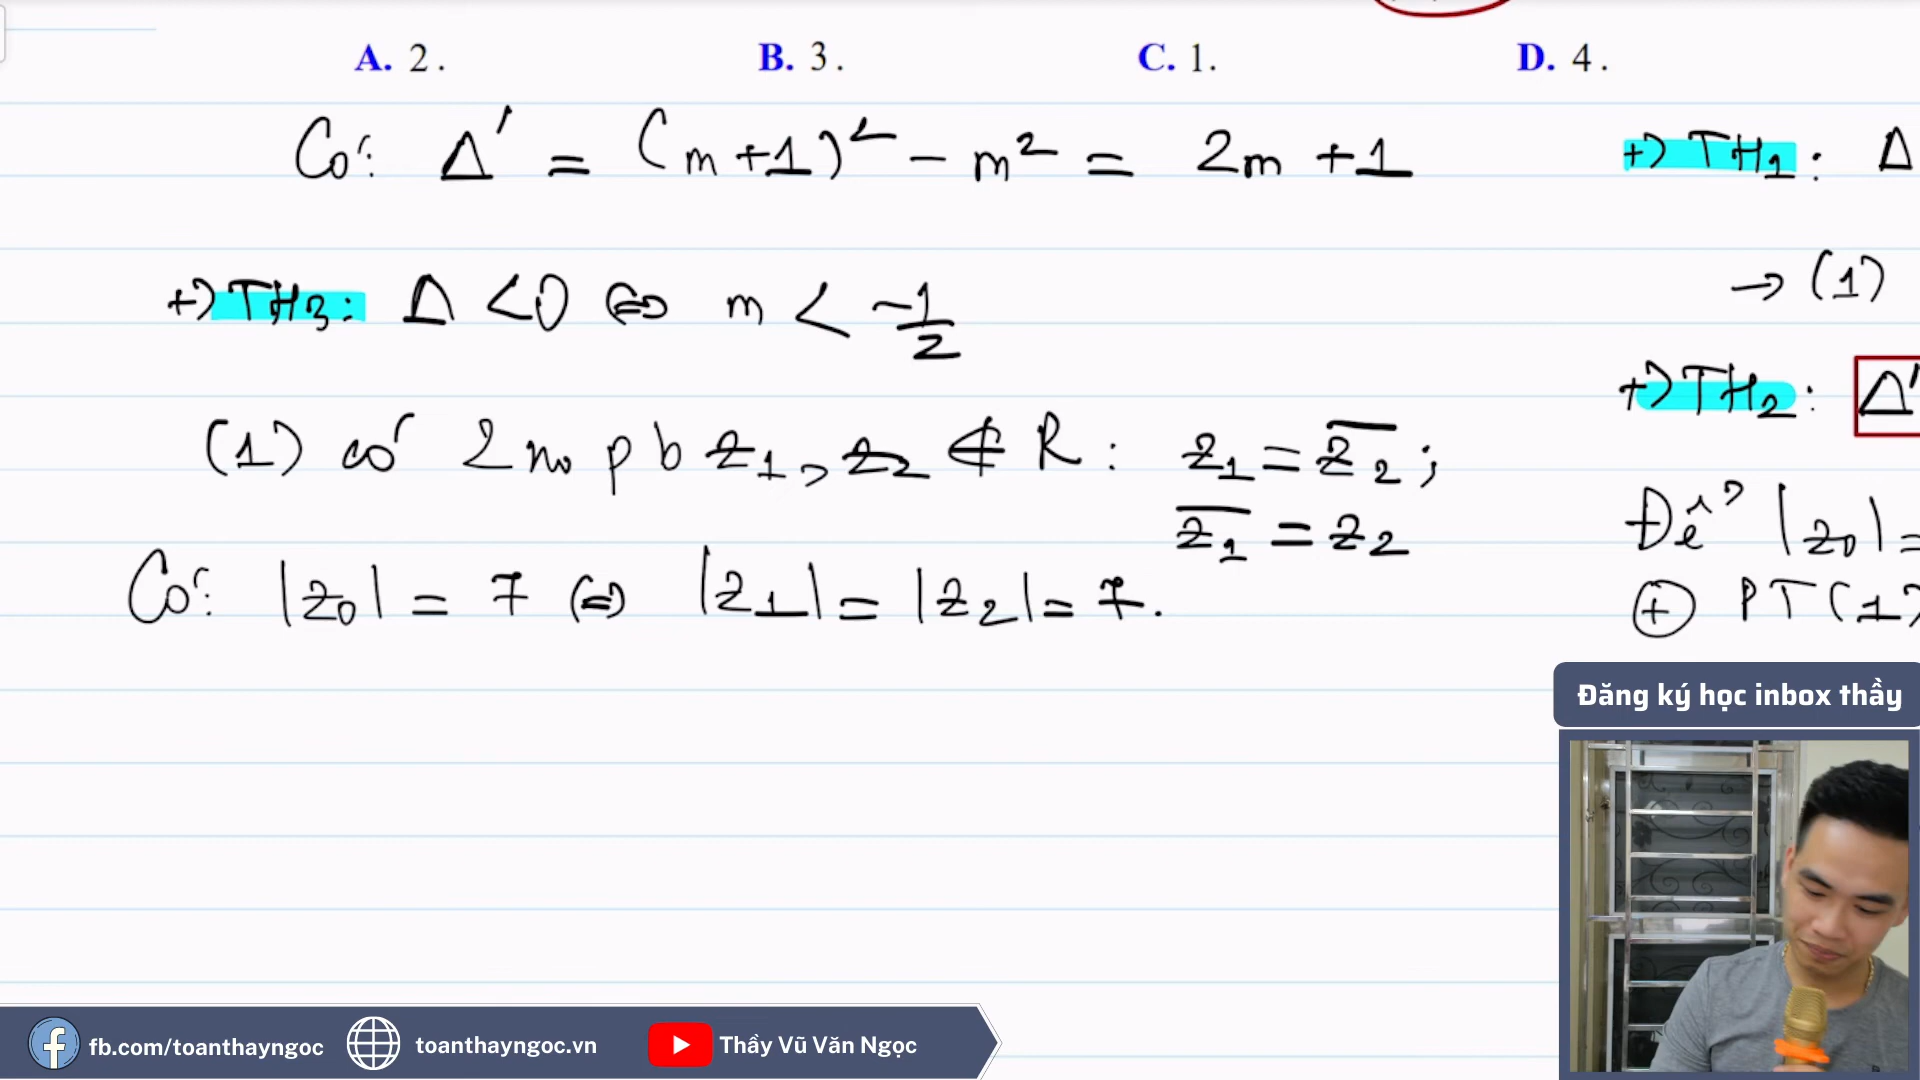 A. 2. B. 3. C. 1. D. 4.
Có: Δ' = (m+1)² - m² = 2m + 1
+) TH3: Δ < 0 ⇔ m < -1/2
(1) có 2 no pb z₁, z₂ ∉ R: z₁ = z̅₂;
z̅₁ = z₂
Có: |z₀| = 7 ⇔ |z₁| = |z₂| = 7.
+) TH1: Δ
→ (1)
+) TH2: Δ'
Để |z₀| =
⊕ PT (1)
Đăng ký học inbox thầy
fb.com/toanthayngoc toanthayngoc.vn Thầy Vũ Văn Ngọc